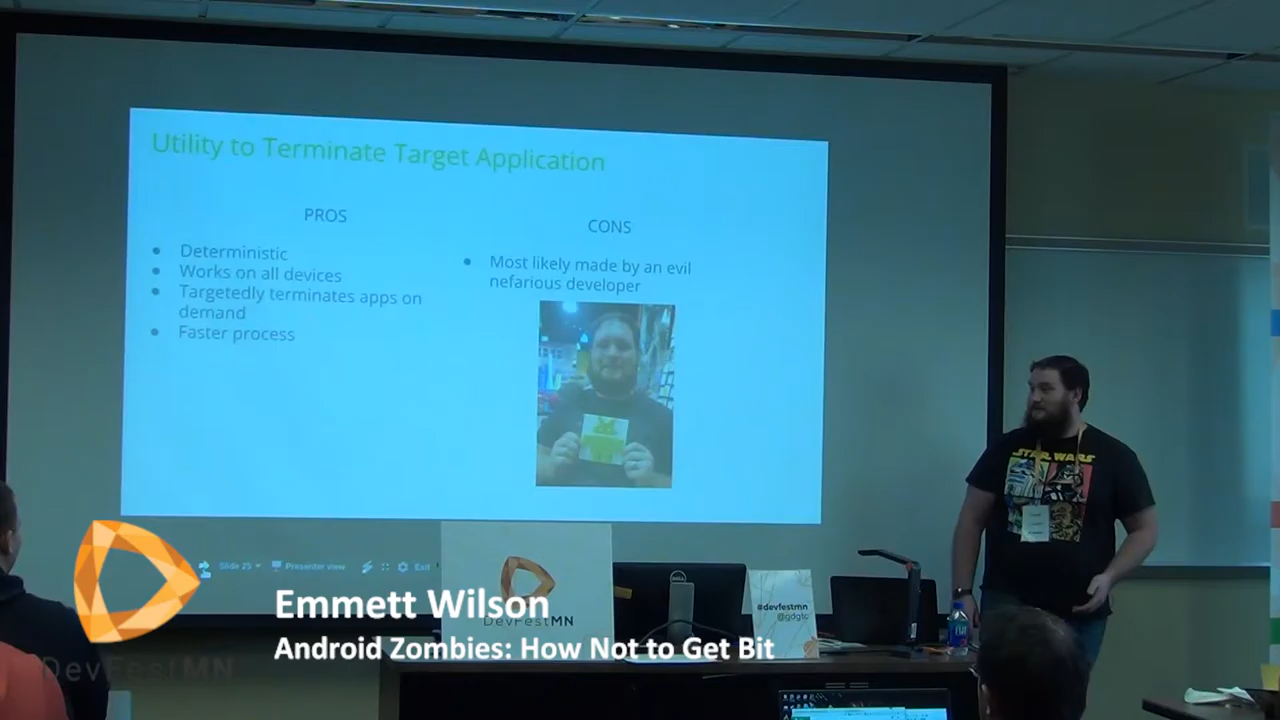 Utility to Terminate Target Application
PROS
● Deterministic
● Works on all devices
● Targetedly terminates apps on
demand
● Faster process
CONS
● Most likely made by an evil
nefarious developer
STAR WARS
Slide 25
Presenter view
Exit
DELL
#devfestmn
@gdgtc
DevFestMN
Emmett Wilson
Android Zombies: How Not to Get Bit
DevFestMN
FIJI